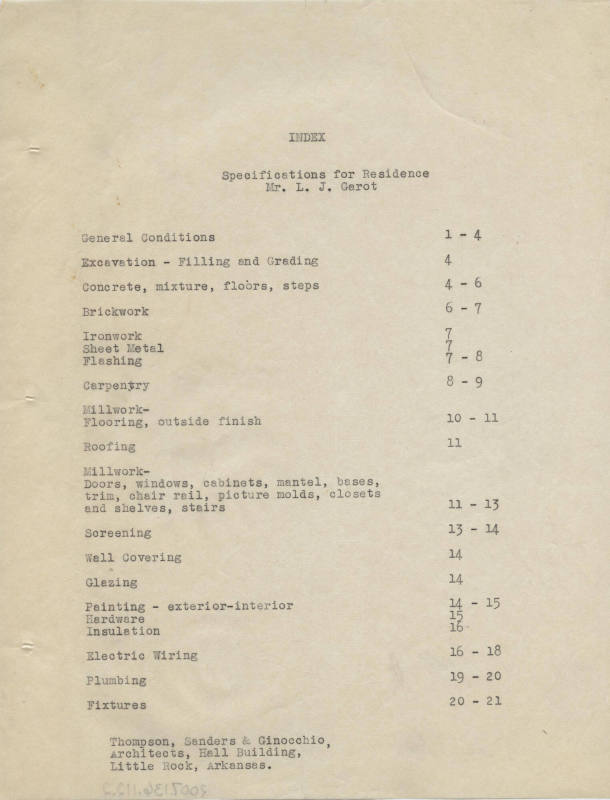 INDEX
Specifications for Residence
Mr. L. J. Garot
General Conditions 1 - 4
Excavation - Filling and Grading 4
Concrete, mixture, floors, steps 4 - 6
Brickwork 6 - 7
Ironwork 7
Sheet Metal 7
Flashing 7 - 8
Carpentry 8 - 9
Millwork-
Flooring, outside finish 10 - 11
Roofing 11
Millwork-
Doors, windows, cabinets, mantel, bases,
trim, chair rail, picture molds, closets
and shelves, stairs 11 - 13
Screening 13 - 14
Wall Covering 14
Glazing 14
Painting - exterior-interior 14 - 15
Hardware 15
Insulation 16
Electric Wiring 16 - 18
Plumbing 19 - 20
Fixtures 20 - 21
Thompson, Sanders & Ginocchio,
Architects, Hall Building,
Little Rock, Arkansas.